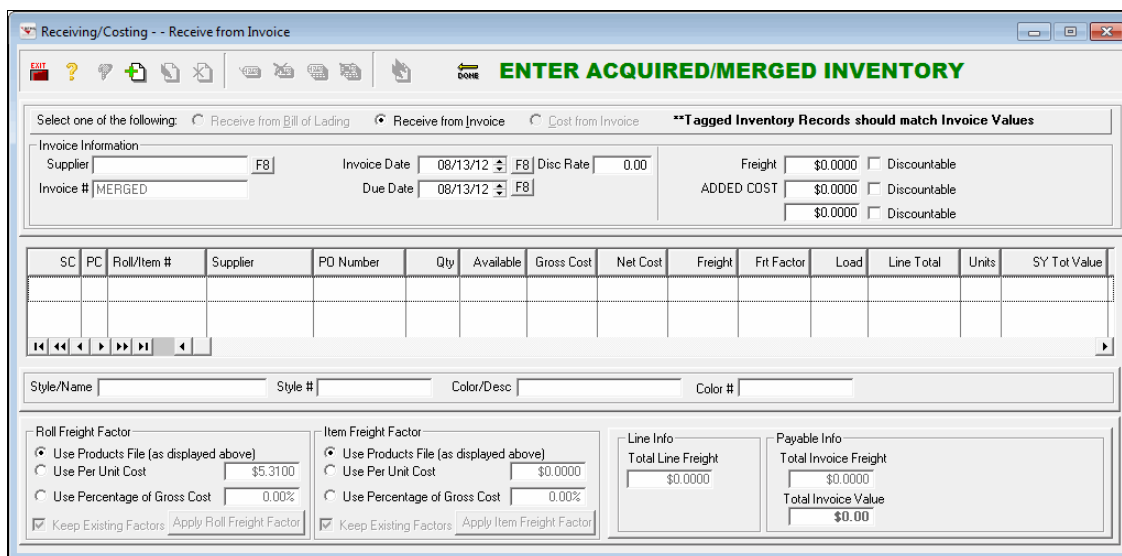 Receiving/Costing - - Receive from Invoice
EXIT ? DONE ENTER ACQUIRED/MERGED INVENTORY
Select one of the following: Receive from Bill of Lading Receive from Invoice Cost from Invoice **Tagged Inventory Records should match Invoice Values
Invoice Information
Supplier F8 Invoice Date 08/13/12 F8 Disc Rate 0.00 Freight $0.0000 Discountable
Invoice # MERGED Due Date 08/13/12 F8 ADDED COST $0.0000 Discountable
$0.0000 Discountable
SC PC Roll/Item # Supplier PO Number Qty Available Gross Cost Net Cost Freight Frt Factor Load Line Total Units SY Tot Value
Style/Name Style # Color/Desc Color #
Roll Freight Factor Item Freight Factor Line Info Payable Info
Use Products File (as displayed above) Use Products File (as displayed above) Total Line Freight Total Invoice Freight
Use Per Unit Cost $5.3100 Use Per Unit Cost $0.0000 $0.0000 $0.0000
Use Percentage of Gross Cost 0.00% Use Percentage of Gross Cost 0.00% Total Invoice Value
Keep Existing Factors Apply Roll Freight Factor Keep Existing Factors Apply Item Freight Factor $0.00